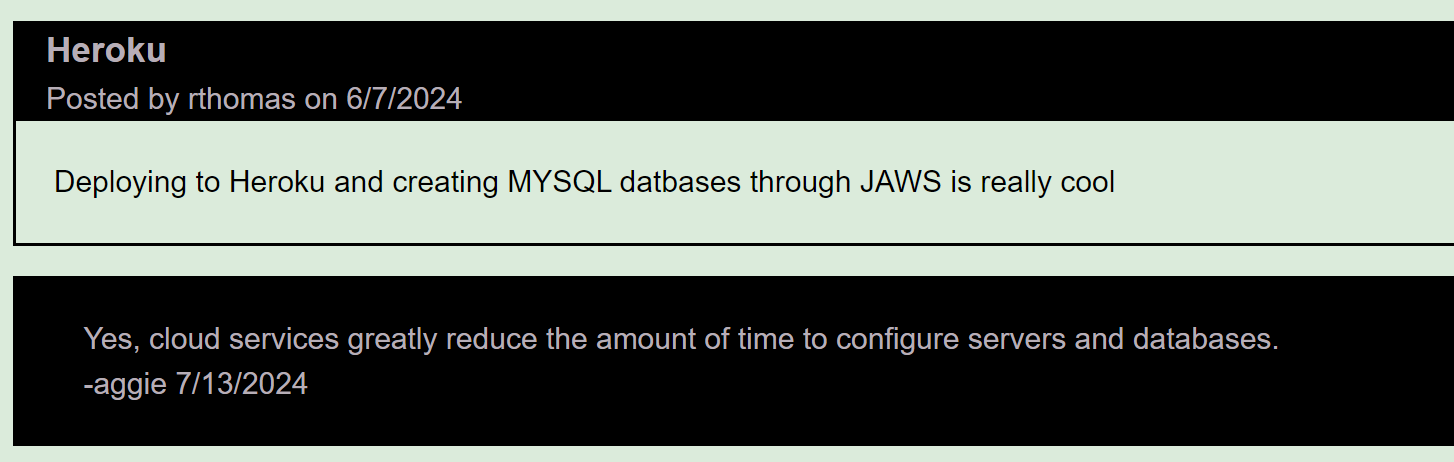 Heroku
Posted by rthomas on 6/7/2024
Deploying to Heroku and creating MYSQL datbases through JAWS is really cool
Yes, cloud services greatly reduce the amount of time to configure servers and databases.
-aggie 7/13/2024